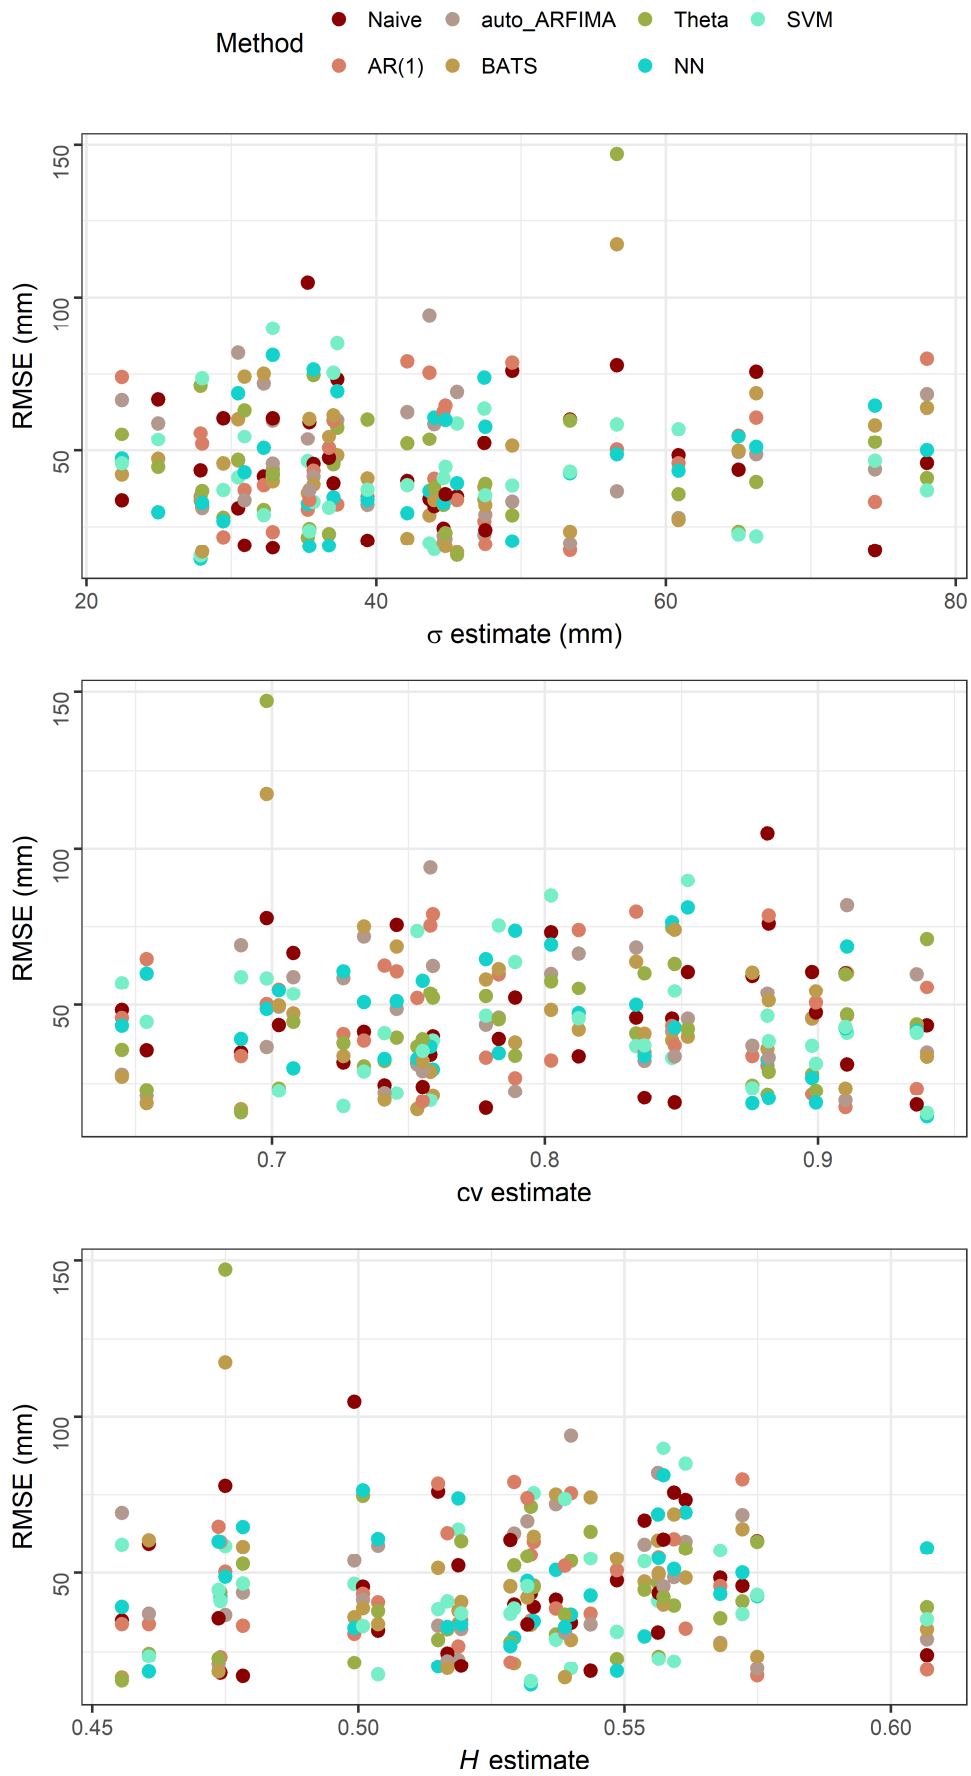 Method
Naive auto_ARFIMA Theta SVM
AR(1) BATS NN
RMSE (mm)
150
100
50
20 40 60 80
σ estimate (mm)
RMSE (mm)
150
100
50
0.7 0.8 0.9
cv estimate
RMSE (mm)
150
100
50
0.45 0.50 0.55 0.60
H estimate